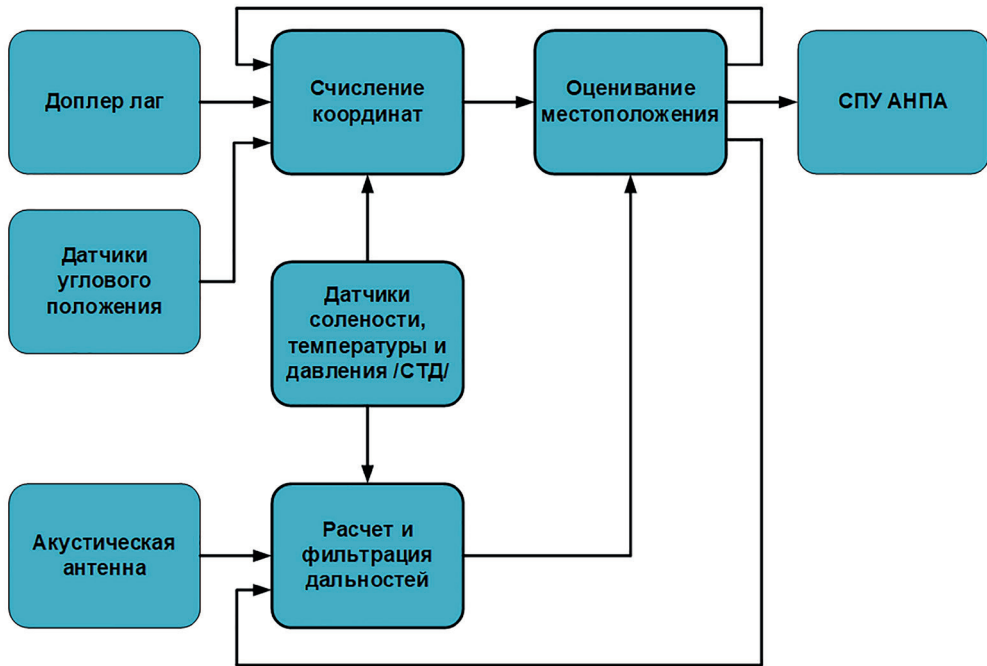 Доплер лаг
Счисление
координат
Оценивание
местоположения
СПУ АНПА
Датчики
углового
положения
Датчики
солености,
температуры и
давления /СТД/
Акустическая
антенна
Расчет и
фильтрация
дальностей